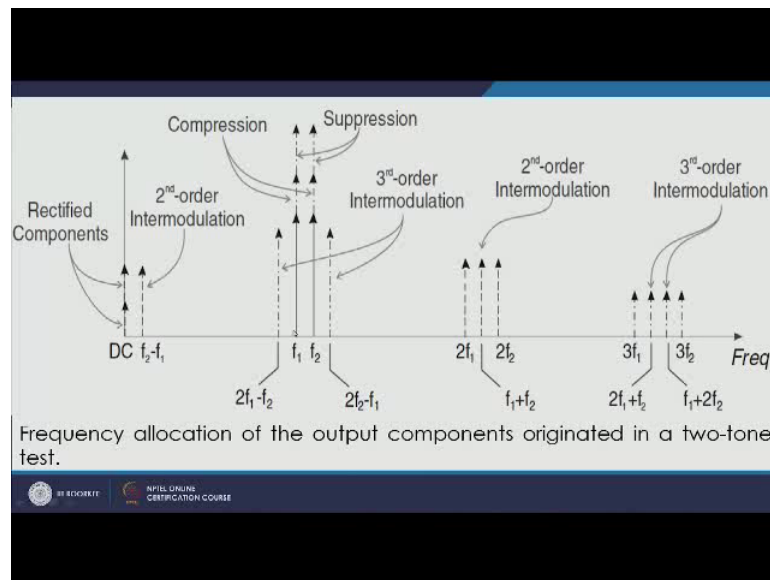 Compression
Suppression
Rectified
Components
2nd-order
Intermodulation
3rd-order
Intermodulation
2nd-order
Intermodulation
3rd-order
Intermodulation
DC f2-f1 f1 f2 2f1 2f2 3f1 3f2 Freq
2f1-f2 2f2-f1 f1+f2 2f1+f2 f1+2f2
Frequency allocation of the output components originated in a two-tone
test.
IIT ROORKEE
NPTEL ONLINE
CERTIFICATION COURSE